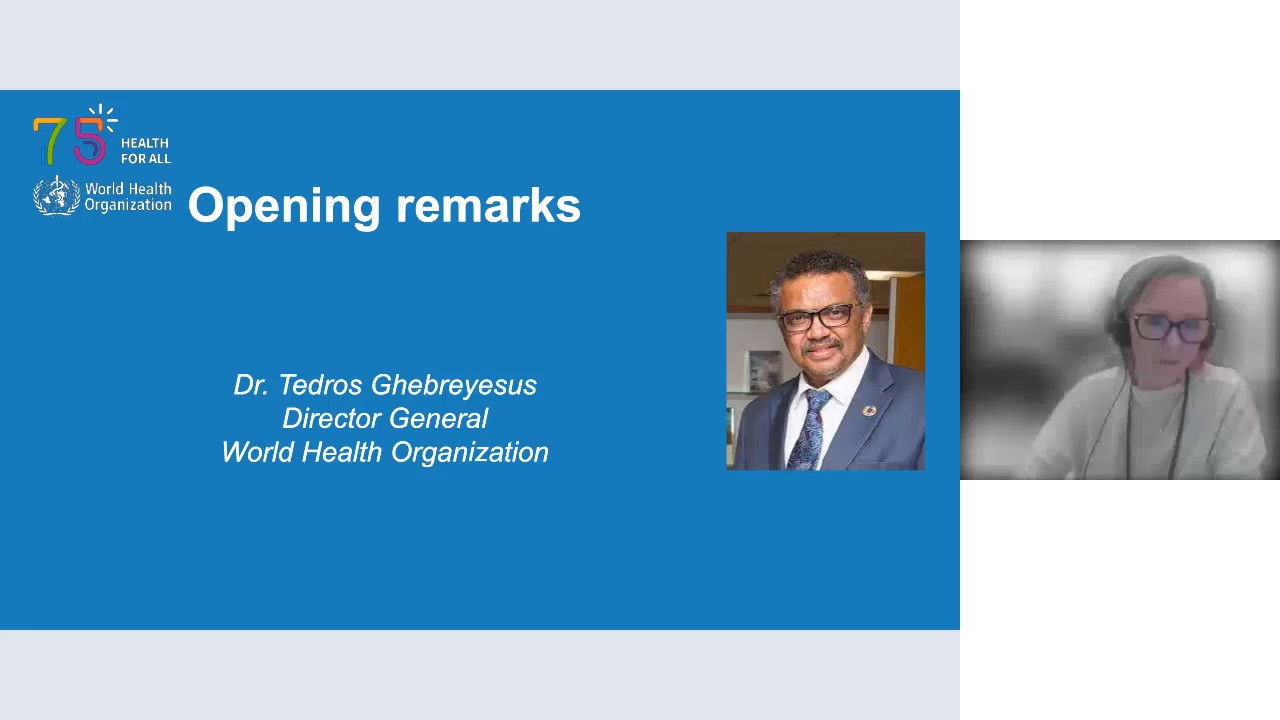 75
HEALTH
FOR ALL
World Health
Organization
Opening remarks
Dr. Tedros Ghebreyesus
Director General
World Health Organization